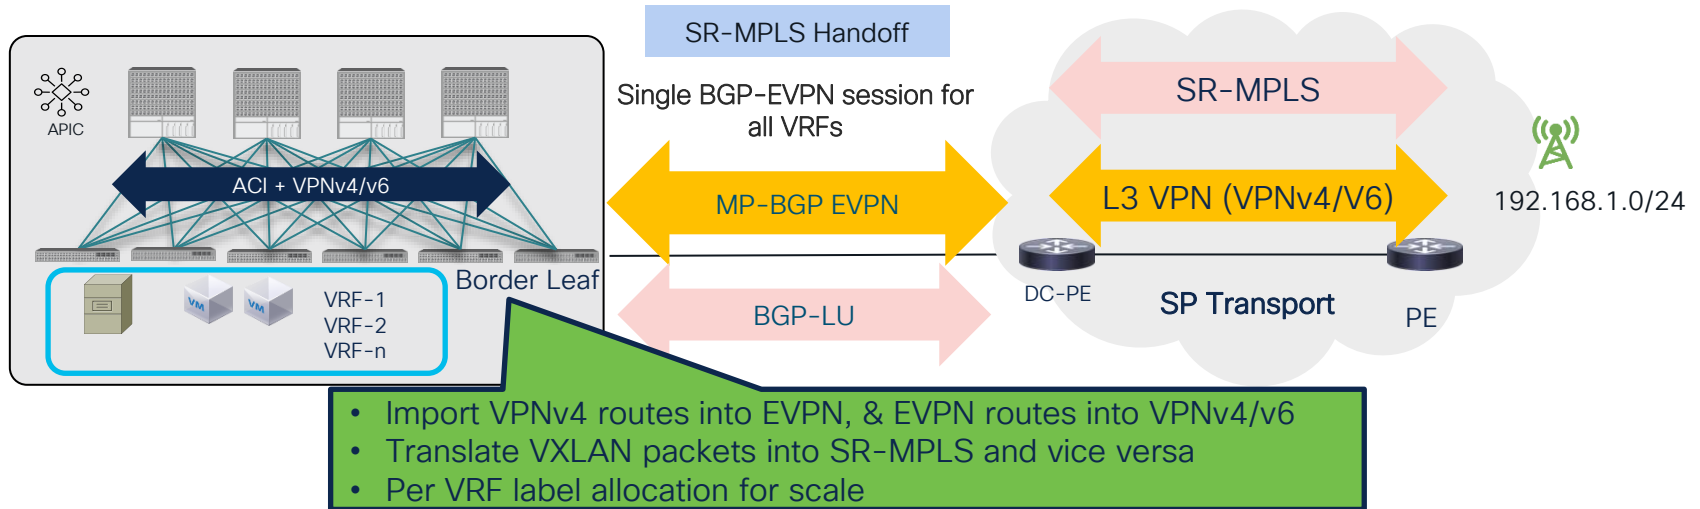 SR-MPLS Handoff
APIC
ACI + VPNv4/v6
Single BGP-EVPN session for
all VRFs
MP-BGP EVPN
BGP-LU
SR-MPLS
L3 VPN (VPNv4/V6)
192.168.1.0/24
DC-PE
SP Transport
PE
Border Leaf
VM
VM
VRF-1
VRF-2
VRF-n
• Import VPNv4 routes into EVPN, & EVPN routes into VPNv4/v6
• Translate VXLAN packets into SR-MPLS and vice versa
• Per VRF label allocation for scale